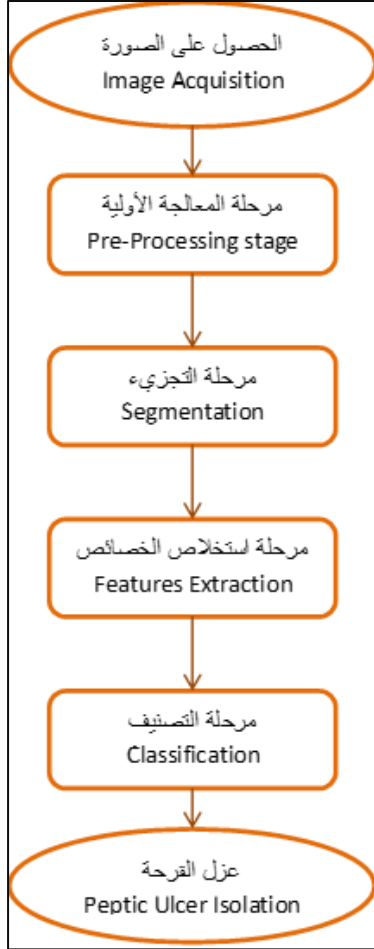 الحصول على الصورة
Image Acquisition
مرحلة المعالجة الأولية
Pre-Processing stage
مرحلة التجزيء
Segmentation
مرحلة استخلاص الخصائص
Features Extraction
مرحلة التصنيف
Classification
عزل القرحة
Peptic Ulcer Isolation